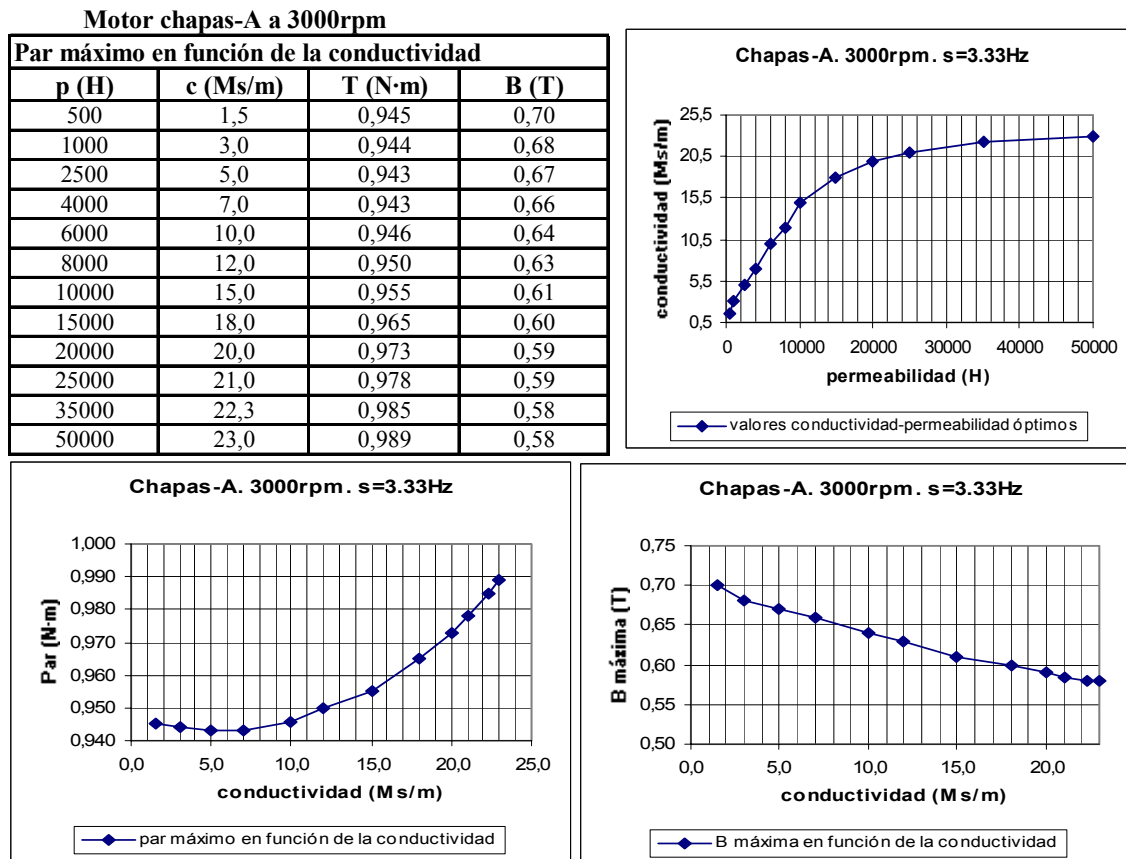 Motor chapas-A a 3000rpm
Par máximo en función de la conductividad
p (H) c (Ms/m) T (N·m) B (T)
500 1,5 0,945 0,70
1000 3,0 0,944 0,68
2500 5,0 0,943 0,67
4000 7,0 0,943 0,66
6000 10,0 0,946 0,64
8000 12,0 0,950 0,63
10000 15,0 0,955 0,61
15000 18,0 0,965 0,60
20000 20,0 0,973 0,59
25000 21,0 0,978 0,59
35000 22,3 0,985 0,58
50000 23,0 0,989 0,58
Chapas-A. 3000rpm. s=3.33Hz
conductividad (Ms/m)
25,5
20,5
15,5
10,5
5,5
0,5
0 10000 20000 30000 40000 50000
permeabilidad (H)
valores conductividad-permeabilidad óptimos
Chapas-A. 3000rpm. s=3.33Hz
Par (N·m)
1,000
0,990
0,980
0,970
0,960
0,950
0,940
0,0 5,0 10,0 15,0 20,0 25,0
conductividad (Ms/m)
par máximo en función de la conductividad
Chapas-A. 3000rpm. s=3.33Hz
B máxima (T)
0,75
0,70
0,65
0,60
0,55
0,50
0,0 5,0 10,0 15,0 20,0
conductividad (Ms/m)
B máxima en función de la conductividad